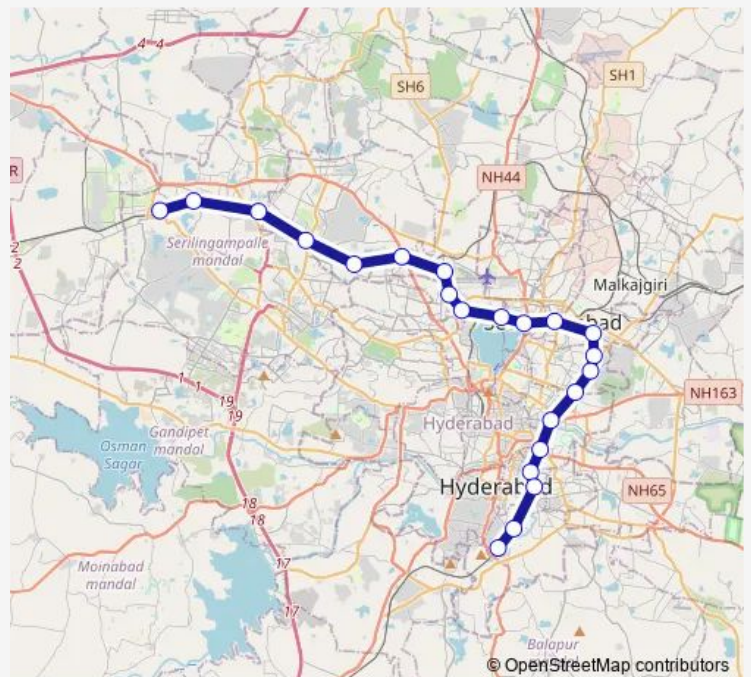 4 4
SH6
SH1
NH44
R
2
2
Serilingampalle
mandal
Malkajgiri
bad
1 1
19
19
NH163
Hyderabad
Osman
Sagar
Gandipet
mandal
Hyderabad
NH65
18
18
Moinabad
mandal
17
17
Balapur
© OpenStreetMap contributors